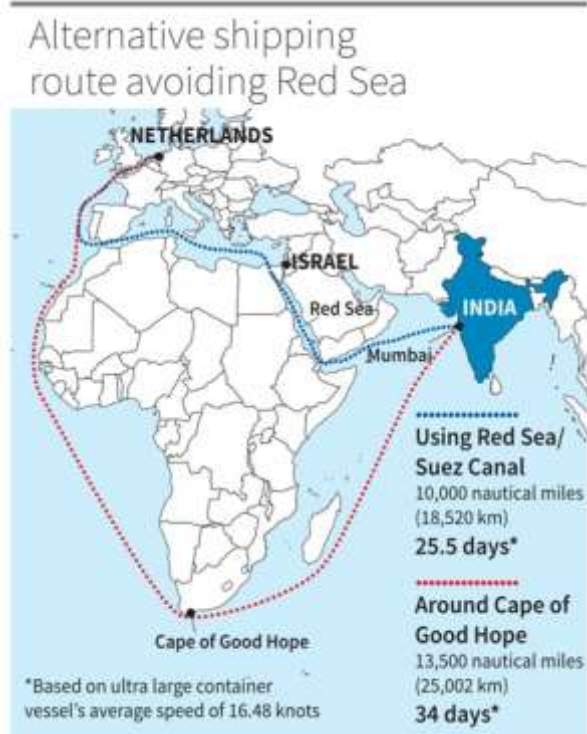 Alternative shipping
route avoiding Red Sea
NETHERLANDS
ISRAEL
Red Sea
INDIA
Mumbai
Using Red Sea/
Suez Canal
10,000 nautical miles
(18,520 km)
25.5 days*
Around Cape of
Good Hope
13,500 nautical miles
(25,002 km)
34 days*
Cape of Good Hope
*Based on ultra large container
vessel's average speed of 16.48 knots